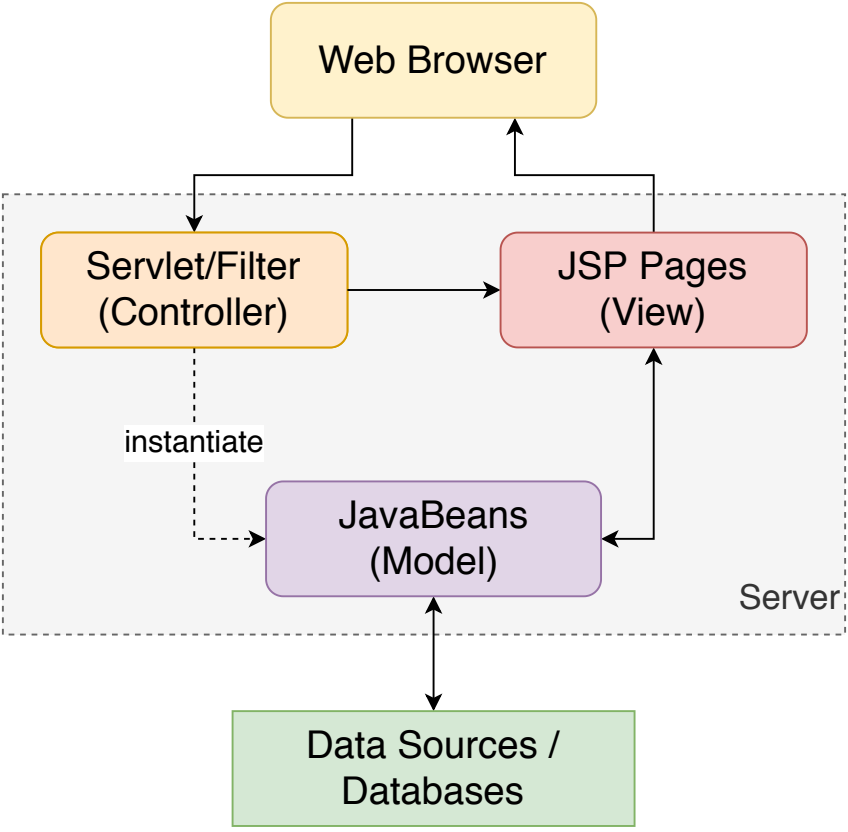 Web Browser
Servlet/Filter
(Controller)
JSP Pages
(View)
instantiate
JavaBeans
(Model)
Server
Data Sources /
Databases